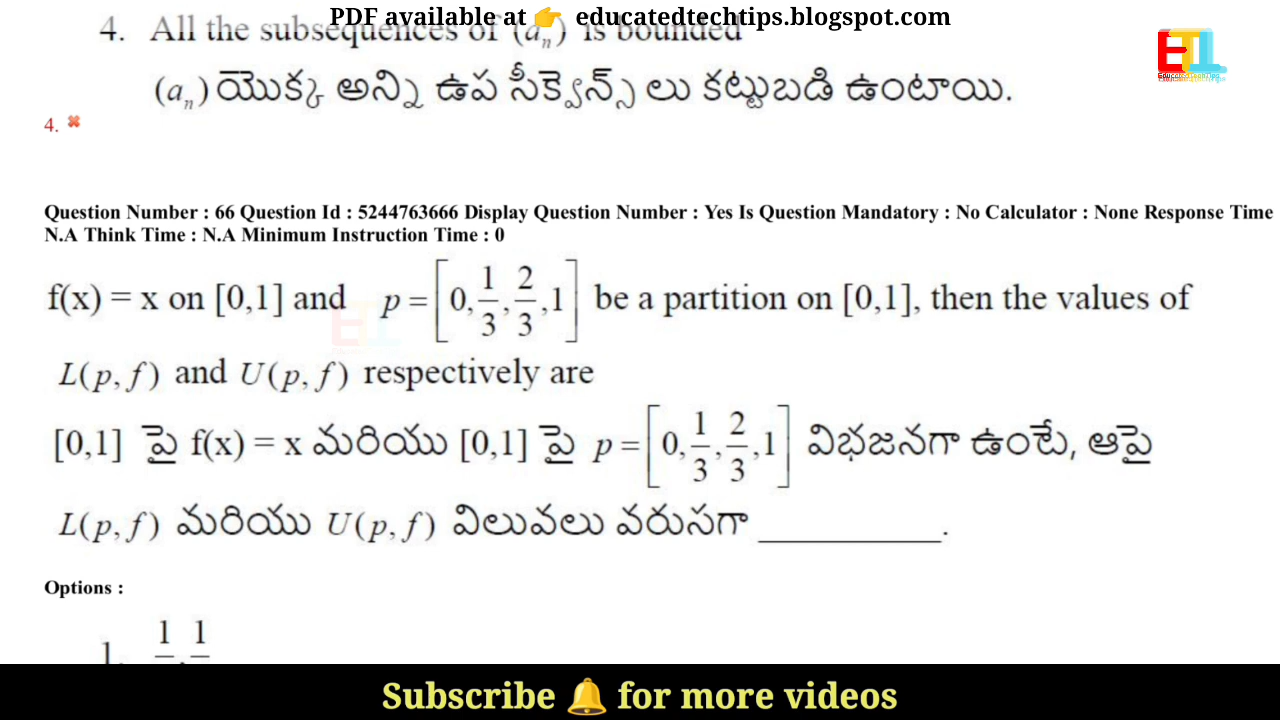 PDF available at 👉 educatedtechtips.blogspot.com
4. All the subsequences of (aₙ) is bounded
(aₙ) యొక్క అన్ని ఉప సీక్వెన్స్ లు కట్టుబడి ఉంటాయి.
4. ✖
Question Number : 66 Question Id : 5244763666 Display Question Number : Yes Is Question Mandatory : No Calculator : None Response Time
N.A Think Time : N.A Minimum Instruction Time : 0
f(x) = x on [0,1] and p = [0, 1/3, 2/3, 1] be a partition on [0,1], then the values of
L(p, f) and U(p, f) respectively are
[0,1] పై f(x) = x మరియు [0,1] పై p = [0, 1/3, 2/3, 1] విభజనగా ఉంటే, ఆపై
L(p, f) మరియు U(p, f) విలువలు వరుసగా __________.
Options :
1. 1 , 1
Subscribe 🔔 for more videos